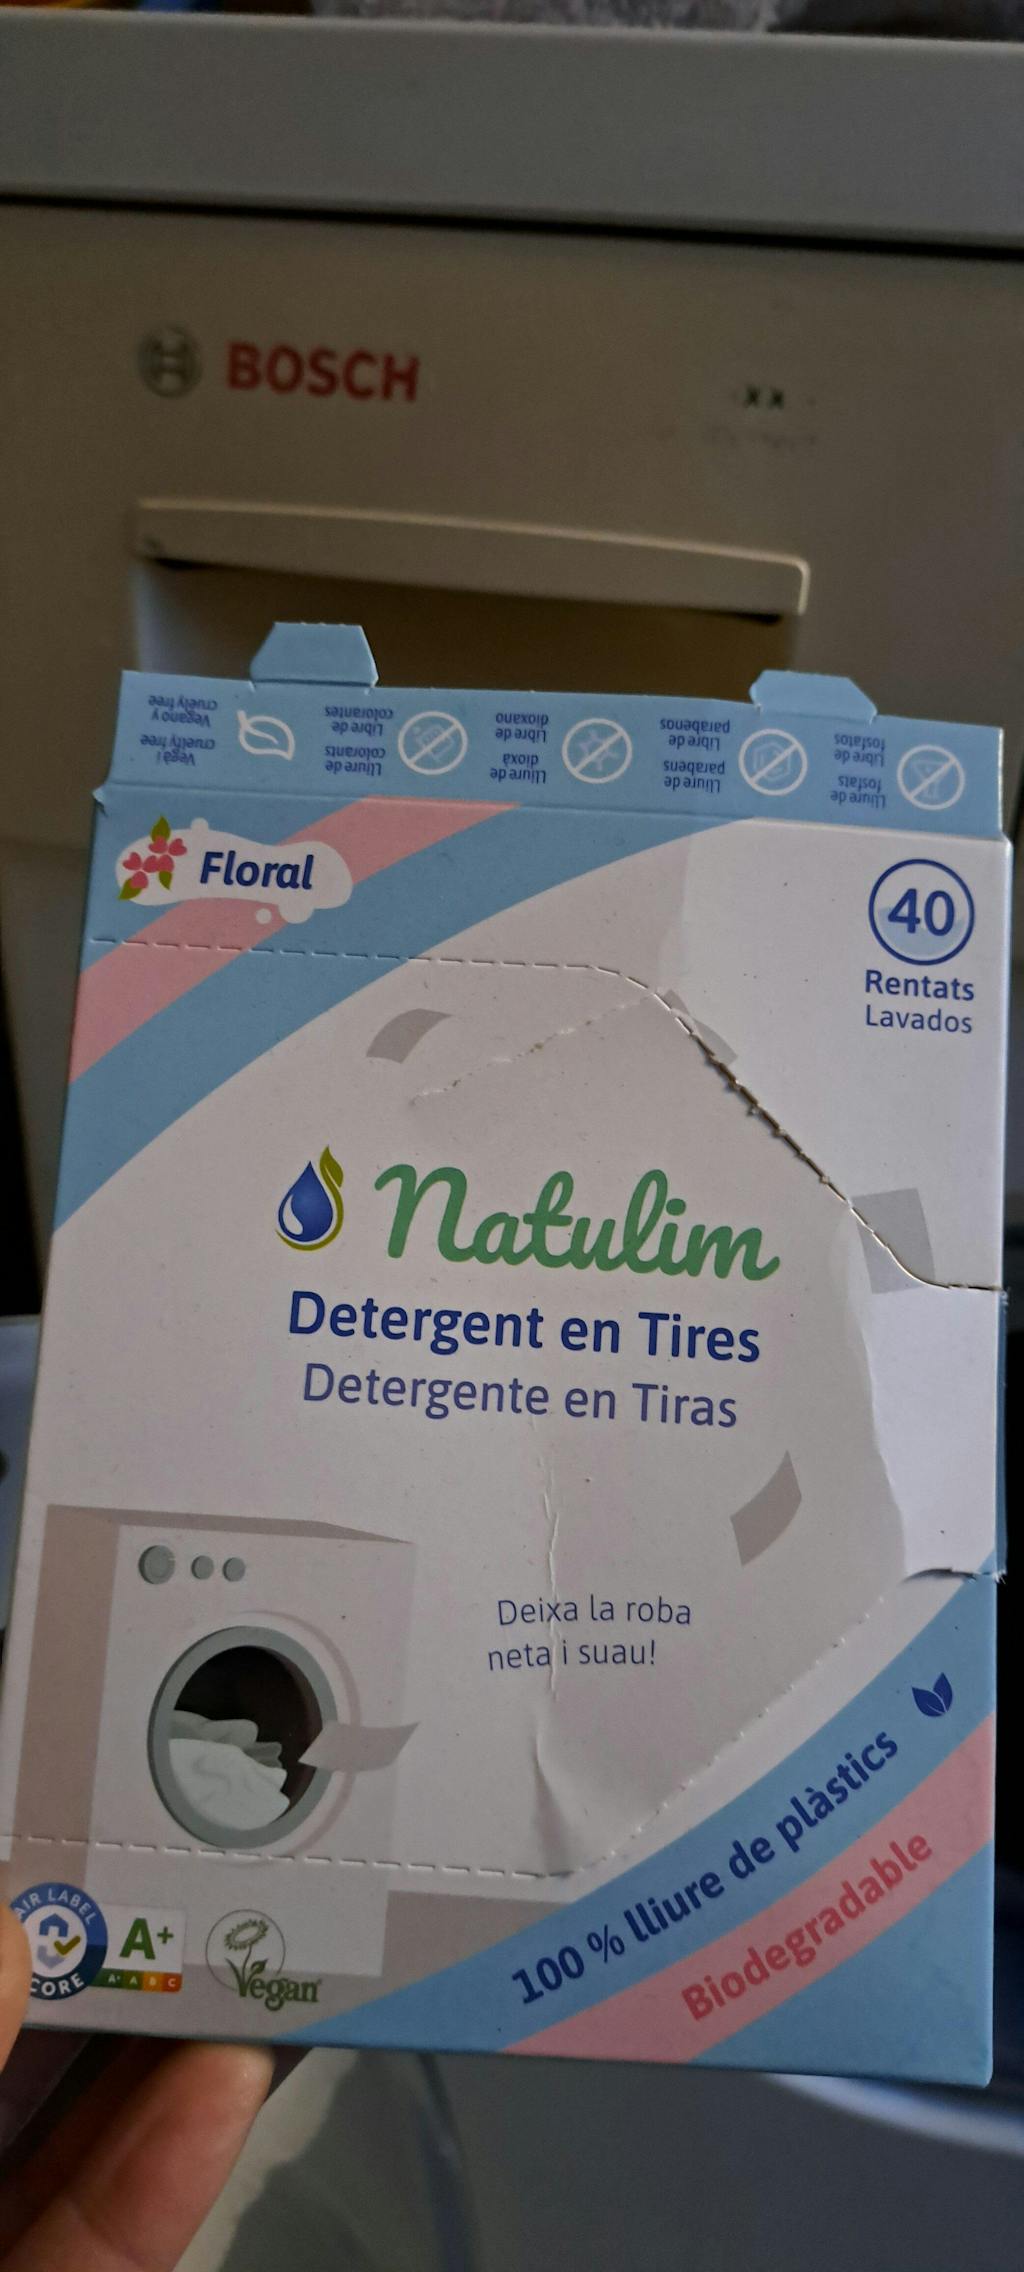 BOSCH
Vegà i
cruelty free
Vegano y
cruelty free
Lliure de
colorants
Libre de
colorantes
Lliure de
dioxà
Libre de
dioxano
Lliure de
parabens
Libre de
parabenos
Lliure de
fosfats
Libre de
fosfatos
Floral
40
Rentats
Lavados
Natulim
Detergent en Tires
Detergente en Tiras
Deixa la roba
neta i suau!
100 % lliure de plàstics
Biodegradable
LABEL
A+
A+ A B C
Vegan